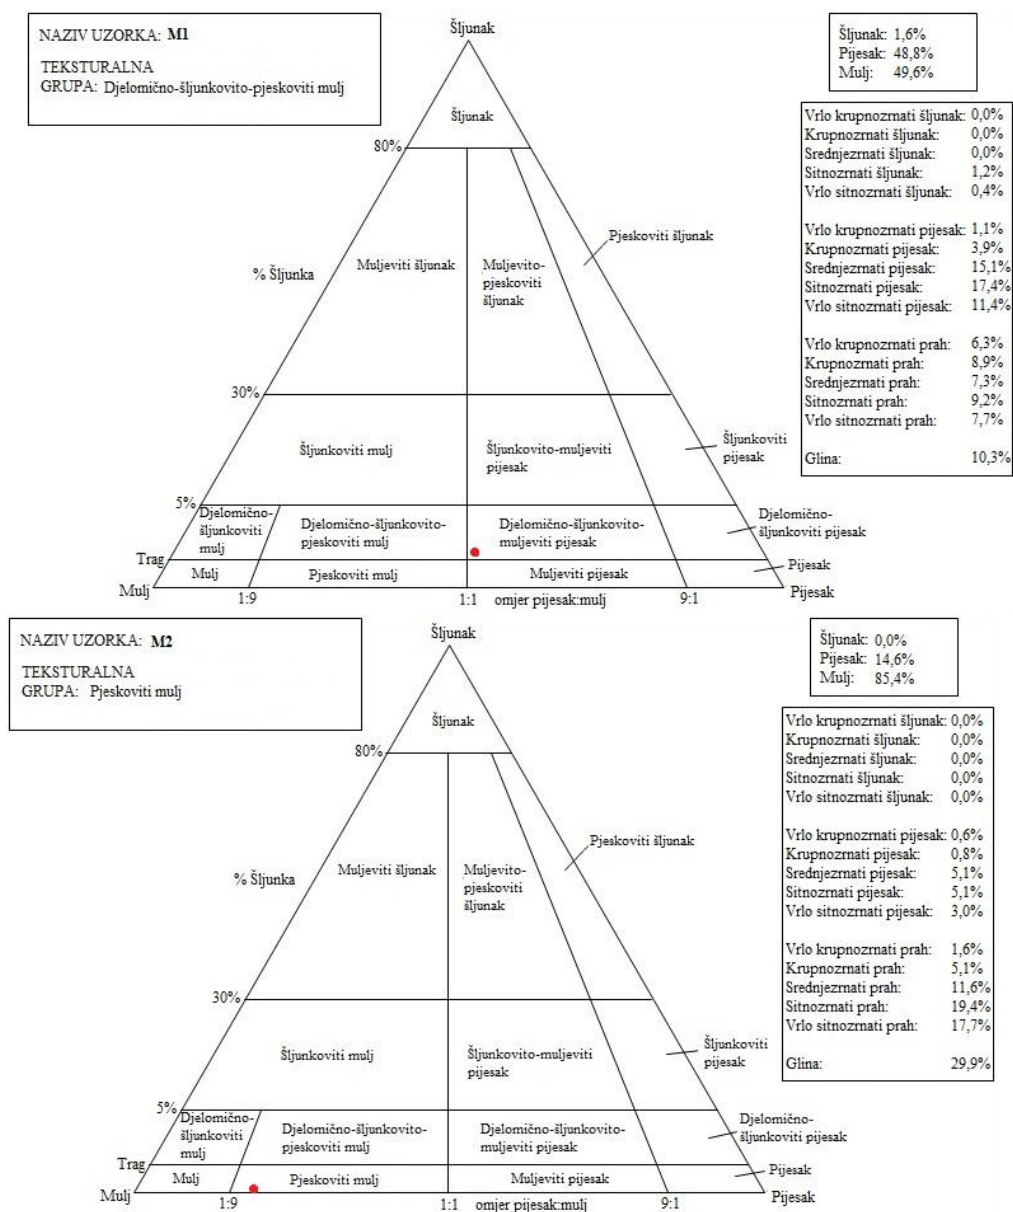 NAZIV UZORKA: M1
TEKSTURALNA
GRUPA: Djelomično-šljunkovito-pjeskoviti mulj
Šljunak: 1,6%
Pijesak: 48,8%
Mulj: 49,6%
Šljunak
Šljunak
80%
Pjeskoviti šljunak
% Šljunka
Muljeviti šljunak
Muljevito-
pjeskoviti
šljunak
30%
Šljunkoviti mulj
Šljunkovito-muljeviti
pijesak
Šljunkoviti
pijesak
5%
Djelomično-
šljunkoviti
mulj
Djelomično-šljunkovito-
pjeskoviti mulj
Djelomično-šljunkovito-
muljeviti pijesak
Djelomično-
šljunkoviti pijesak
Trag
Mulj
Pjeskoviti mulj
Muljeviti pijesak
Pijesak
Mulj
1:9
1:1
omjer pijesak:mulj
9:1
Pijesak
Vrlo krupnozrnati šljunak: 0,0%
Krupnozrnati šljunak: 0,0%
Srednjezrnati šljunak: 0,0%
Sitnozrnati šljunak: 1,2%
Vrlo sitnozrnati šljunak: 0,4%
Vrlo krupnozrnati pijesak: 1,1%
Krupnozrnati pijesak: 3,9%
Srednjezrnati pijesak: 15,1%
Sitnozrnati pijesak: 17,4%
Vrlo sitnozrnati pijesak: 11,4%
Vrlo krupnozrnati prah: 6,3%
Krupnozrnati prah: 8,9%
Srednjezrnati prah: 7,3%
Sitnozrnati prah: 9,2%
Vrlo sitnozrnati prah: 7,7%
Glina: 10,3%
NAZIV UZORKA: M2
TEKSTURALNA
GRUPA: Pjeskoviti mulj
Šljunak: 0,0%
Pijesak: 14,6%
Mulj: 85,4%
Šljunak
Šljunak
80%
Pjeskoviti šljunak
% Šljunka
Muljeviti šljunak
Muljevito-
pjeskoviti
šljunak
30%
Šljunkoviti mulj
Šljunkovito-muljeviti
pijesak
Šljunkoviti
pijesak
5%
Djelomično-
šljunkoviti
mulj
Djelomično-šljunkovito-
pjeskoviti mulj
Djelomično-šljunkovito-
muljeviti pijesak
Djelomično-
šljunkoviti pijesak
Trag
Mulj
Pjeskoviti mulj
Muljeviti pijesak
Pijesak
Mulj
1:9
1:1
omjer pijesak:mulj
9:1
Pijesak
Vrlo krupnozrnati šljunak: 0,0%
Krupnozrnati šljunak: 0,0%
Srednjezrnati šljunak: 0,0%
Sitnozrnati šljunak: 0,0%
Vrlo sitnozrnati šljunak: 0,0%
Vrlo krupnozrnati pijesak: 0,6%
Krupnozrnati pijesak: 0,8%
Srednjezrnati pijesak: 5,1%
Sitnozrnati pijesak: 5,1%
Vrlo sitnozrnati pijesak: 3,0%
Vrlo krupnozrnati prah: 1,6%
Krupnozrnati prah: 5,1%
Srednjezrnati prah: 11,6%
Sitnozrnati prah: 19,4%
Vrlo sitnozrnati prah: 17,7%
Glina: 29,9%